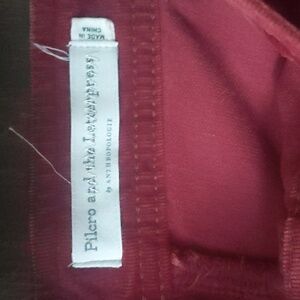 Pilcro and the Letterpress
by ANTHROPOLOGIE
MADE IN
CHINA